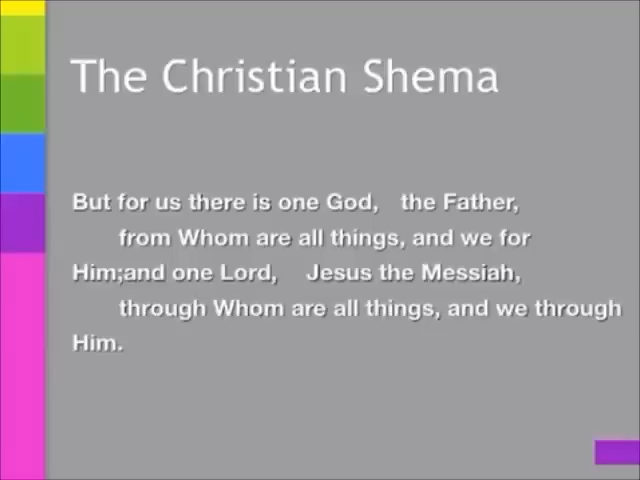 The Christian Shema
But for us there is one God, the Father,
from Whom are all things, and we for
Him;and one Lord, Jesus the Messiah,
through Whom are all things, and we through
Him.